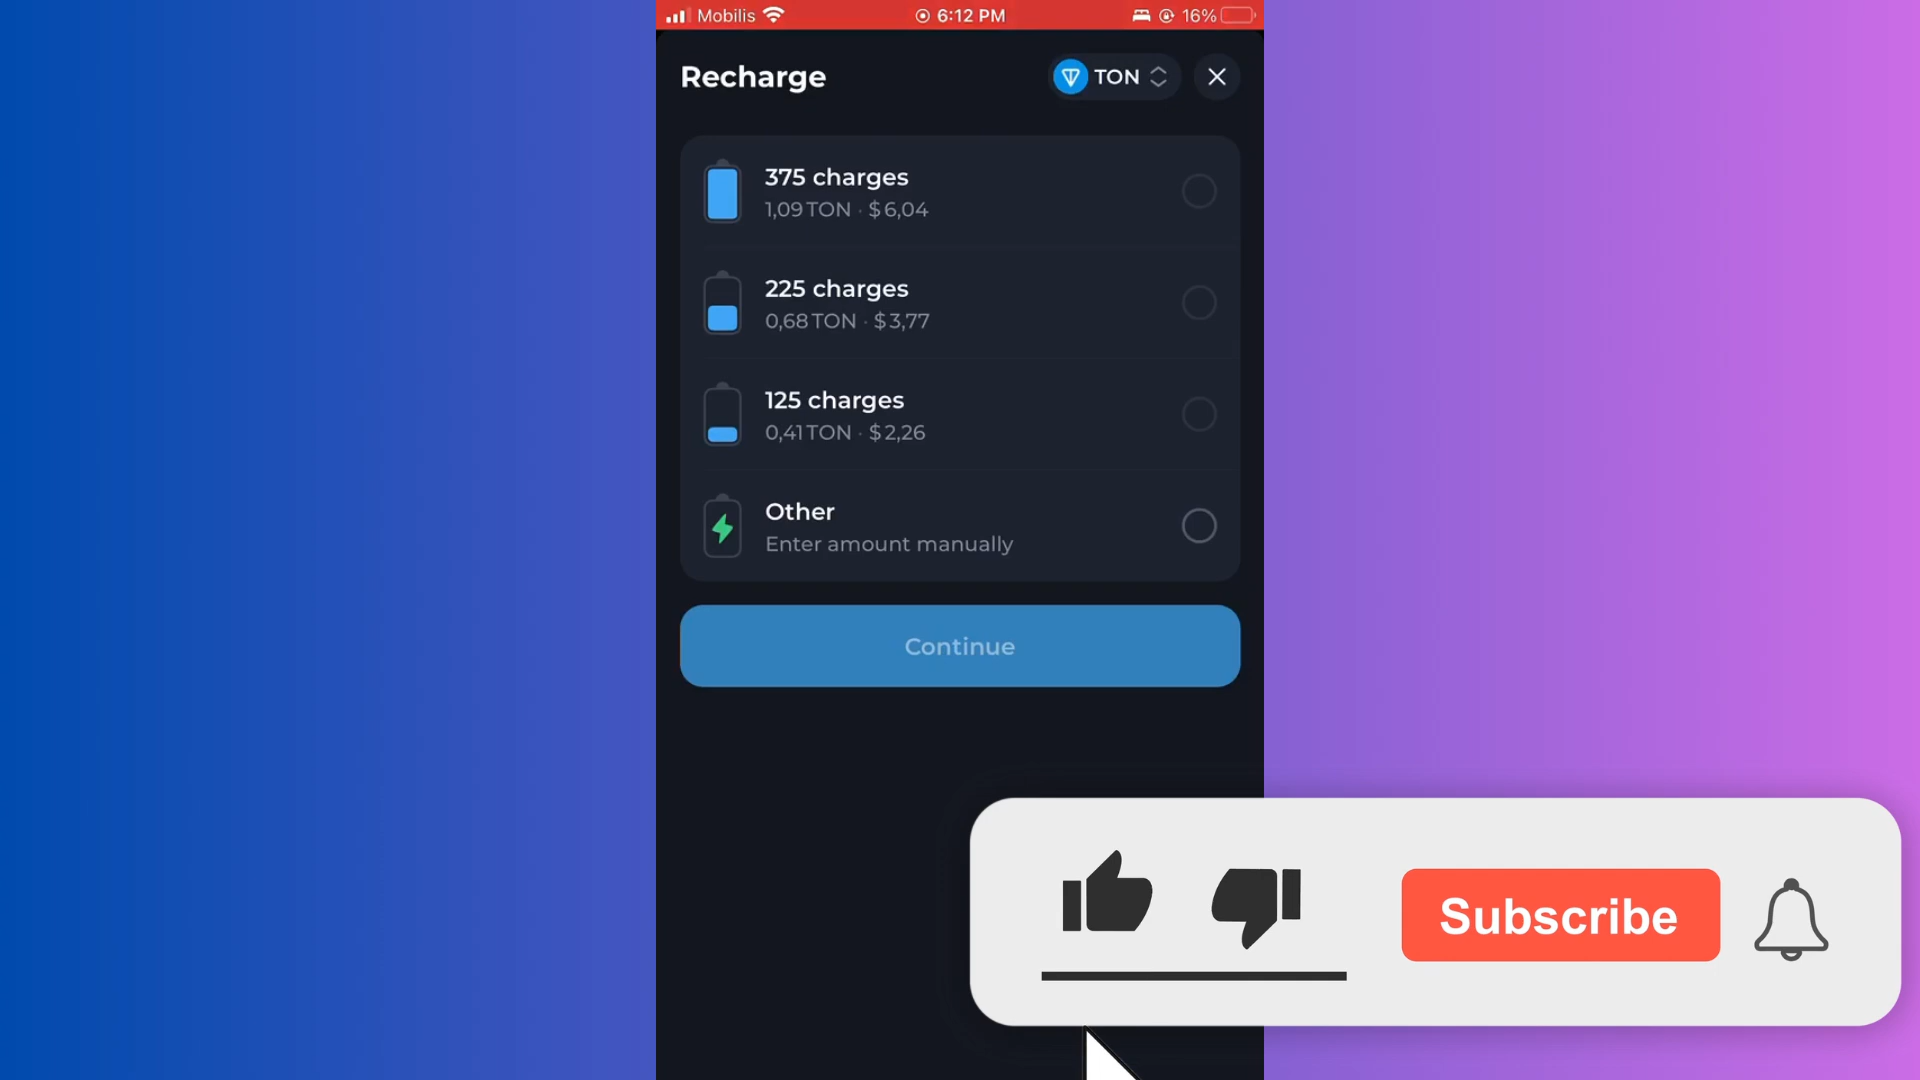 Mobilis
6:12 PM
16%
Recharge
TON
375 charges
1,09 TON · $ 6,04
225 charges
0,68 TON · $ 3,77
125 charges
0,41 TON · $ 2,26
Other
Enter amount manually
Continue
Subscribe